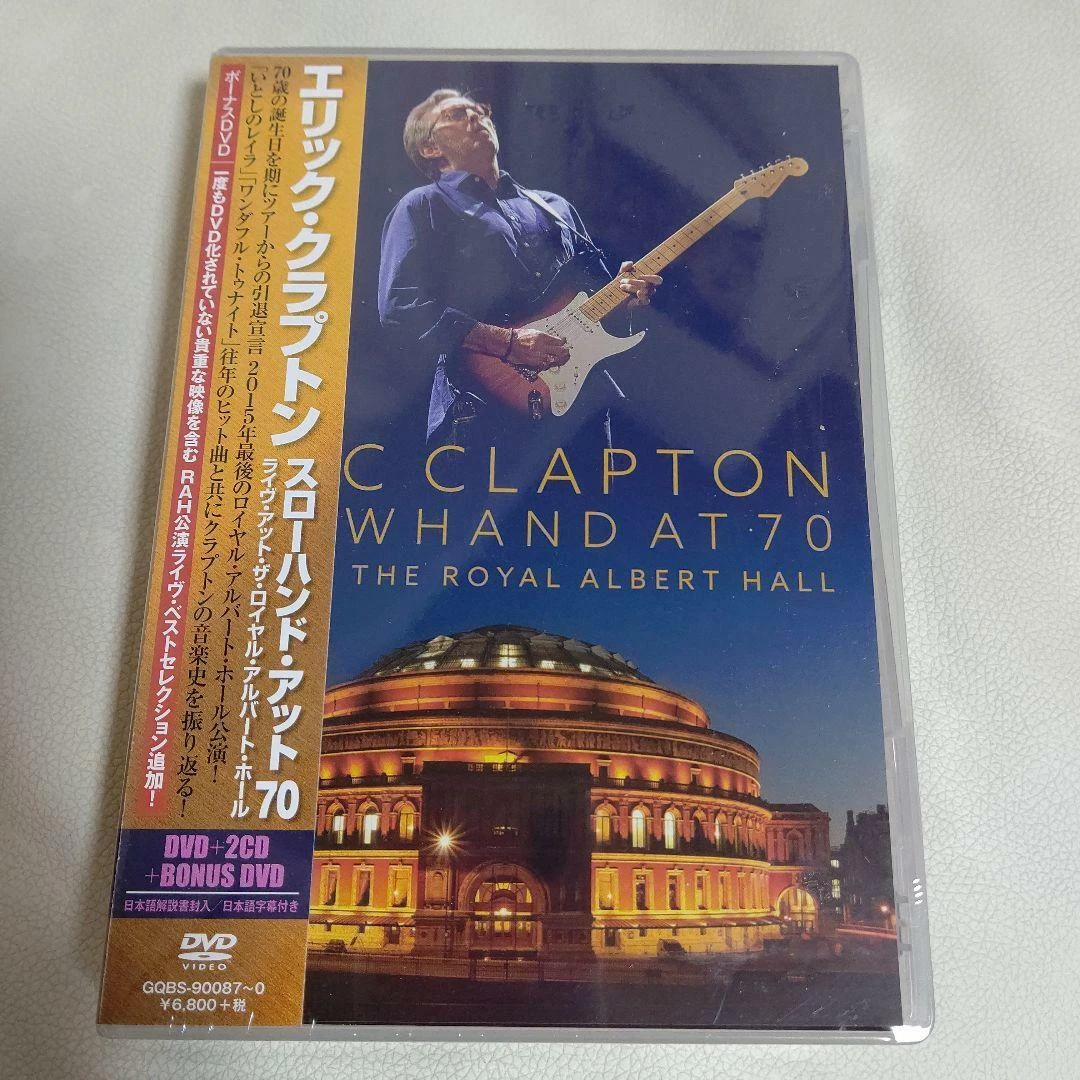 エリック・クラプトン スローハンド・アット 70
ライヴ・アット・ザ・ロイヤル・アルバート・ホール
70歳の誕生日を期にツアーからの引退宣言 2015年最後のロイヤル・アルバート・ホール公演!
「いとしのレイラ」「ワンダフル・トゥナイト」往年のヒット曲と共にクラプトンの音楽史を振り返る!
ボーナスDVD 一度もDVD化されていない貴重な映像を含む RAH公演ライヴ・ベストセレクション追加!
DVD+2CD
+BONUS DVD
日本語解説書封入/日本語字幕付き
DVD
VIDEO
GQBS-90087~0
¥6,800+税
C CLAPTON
WHAND AT 70
THE ROYAL ALBERT HALL